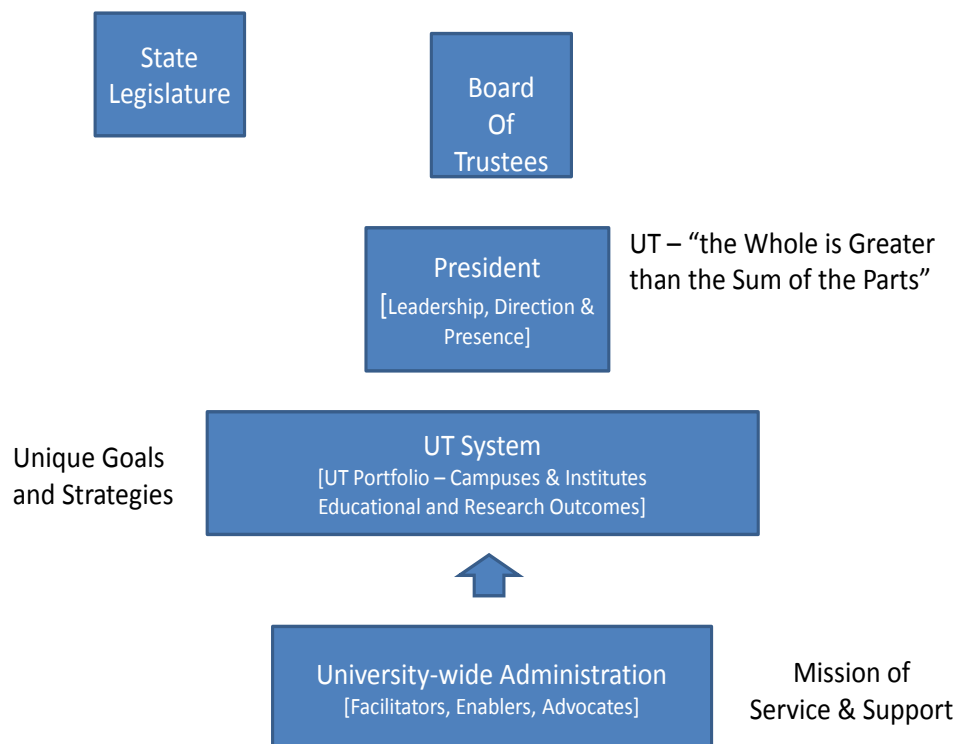 State
Legislature
Board
Of
Trustees
President
[Leadership, Direction &
Presence]
UT – “the Whole is Greater
than the Sum of the Parts”
UT System
[UT Portfolio – Campuses & Institutes
Educational and Research Outcomes]
Unique Goals
and Strategies
University-wide Administration
[Facilitators, Enablers, Advocates]
Mission of
Service & Support